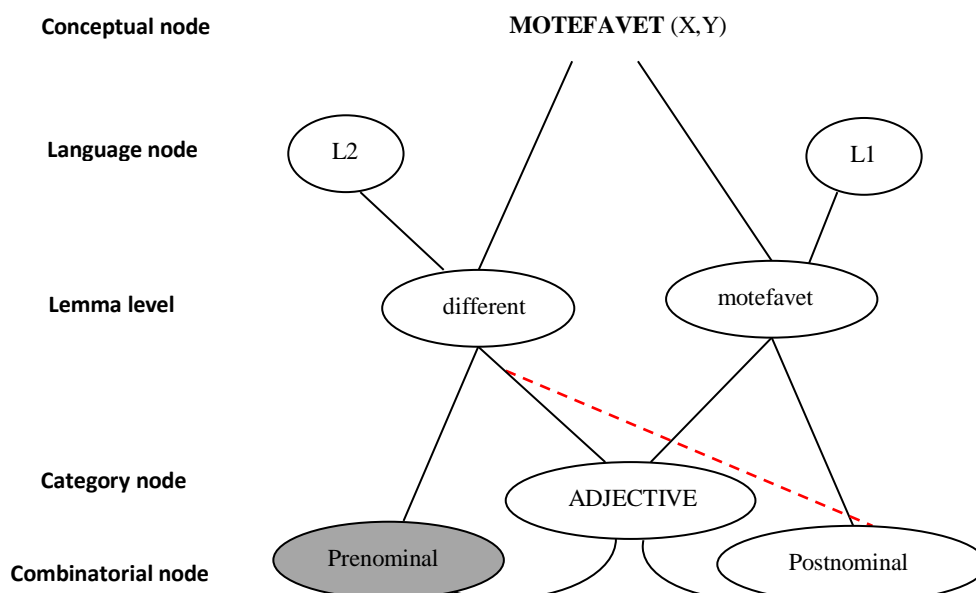 Conceptual node
MOTEFAVET (X,Y)
Language node
L2
L1
Lemma level
different
motefavet
Category node
ADJECTIVE
Combinatorial node
Prenominal
Postnominal